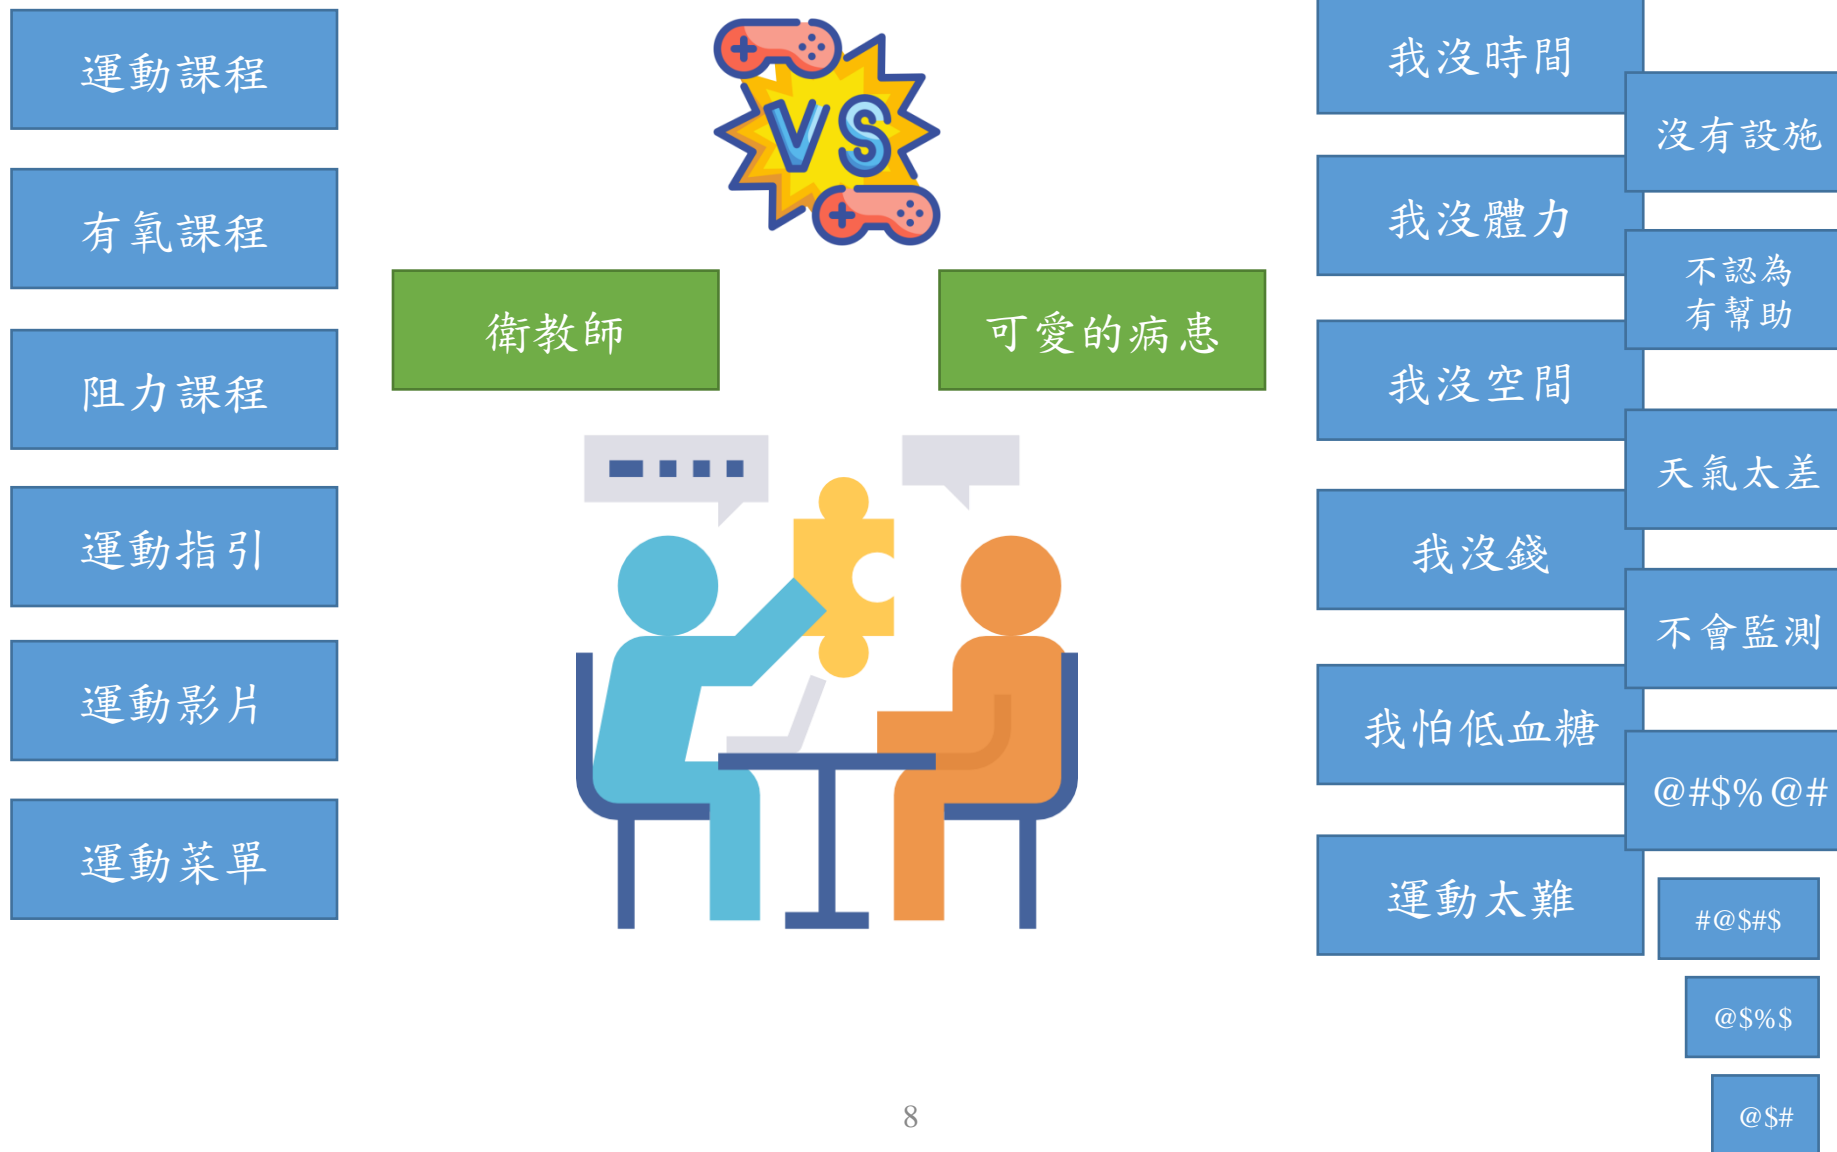 運動課程
有氧課程
阻力課程
運動指引
運動影片
運動菜單
VS
衛教師
可愛的病患
我沒時間
我沒體力
我沒空間
我沒錢
我怕低血糖
運動太難
沒有設施
不認為
有幫助
天氣太差
不會監測
@#$%@#
#@$#$
@$%$
@$#
8